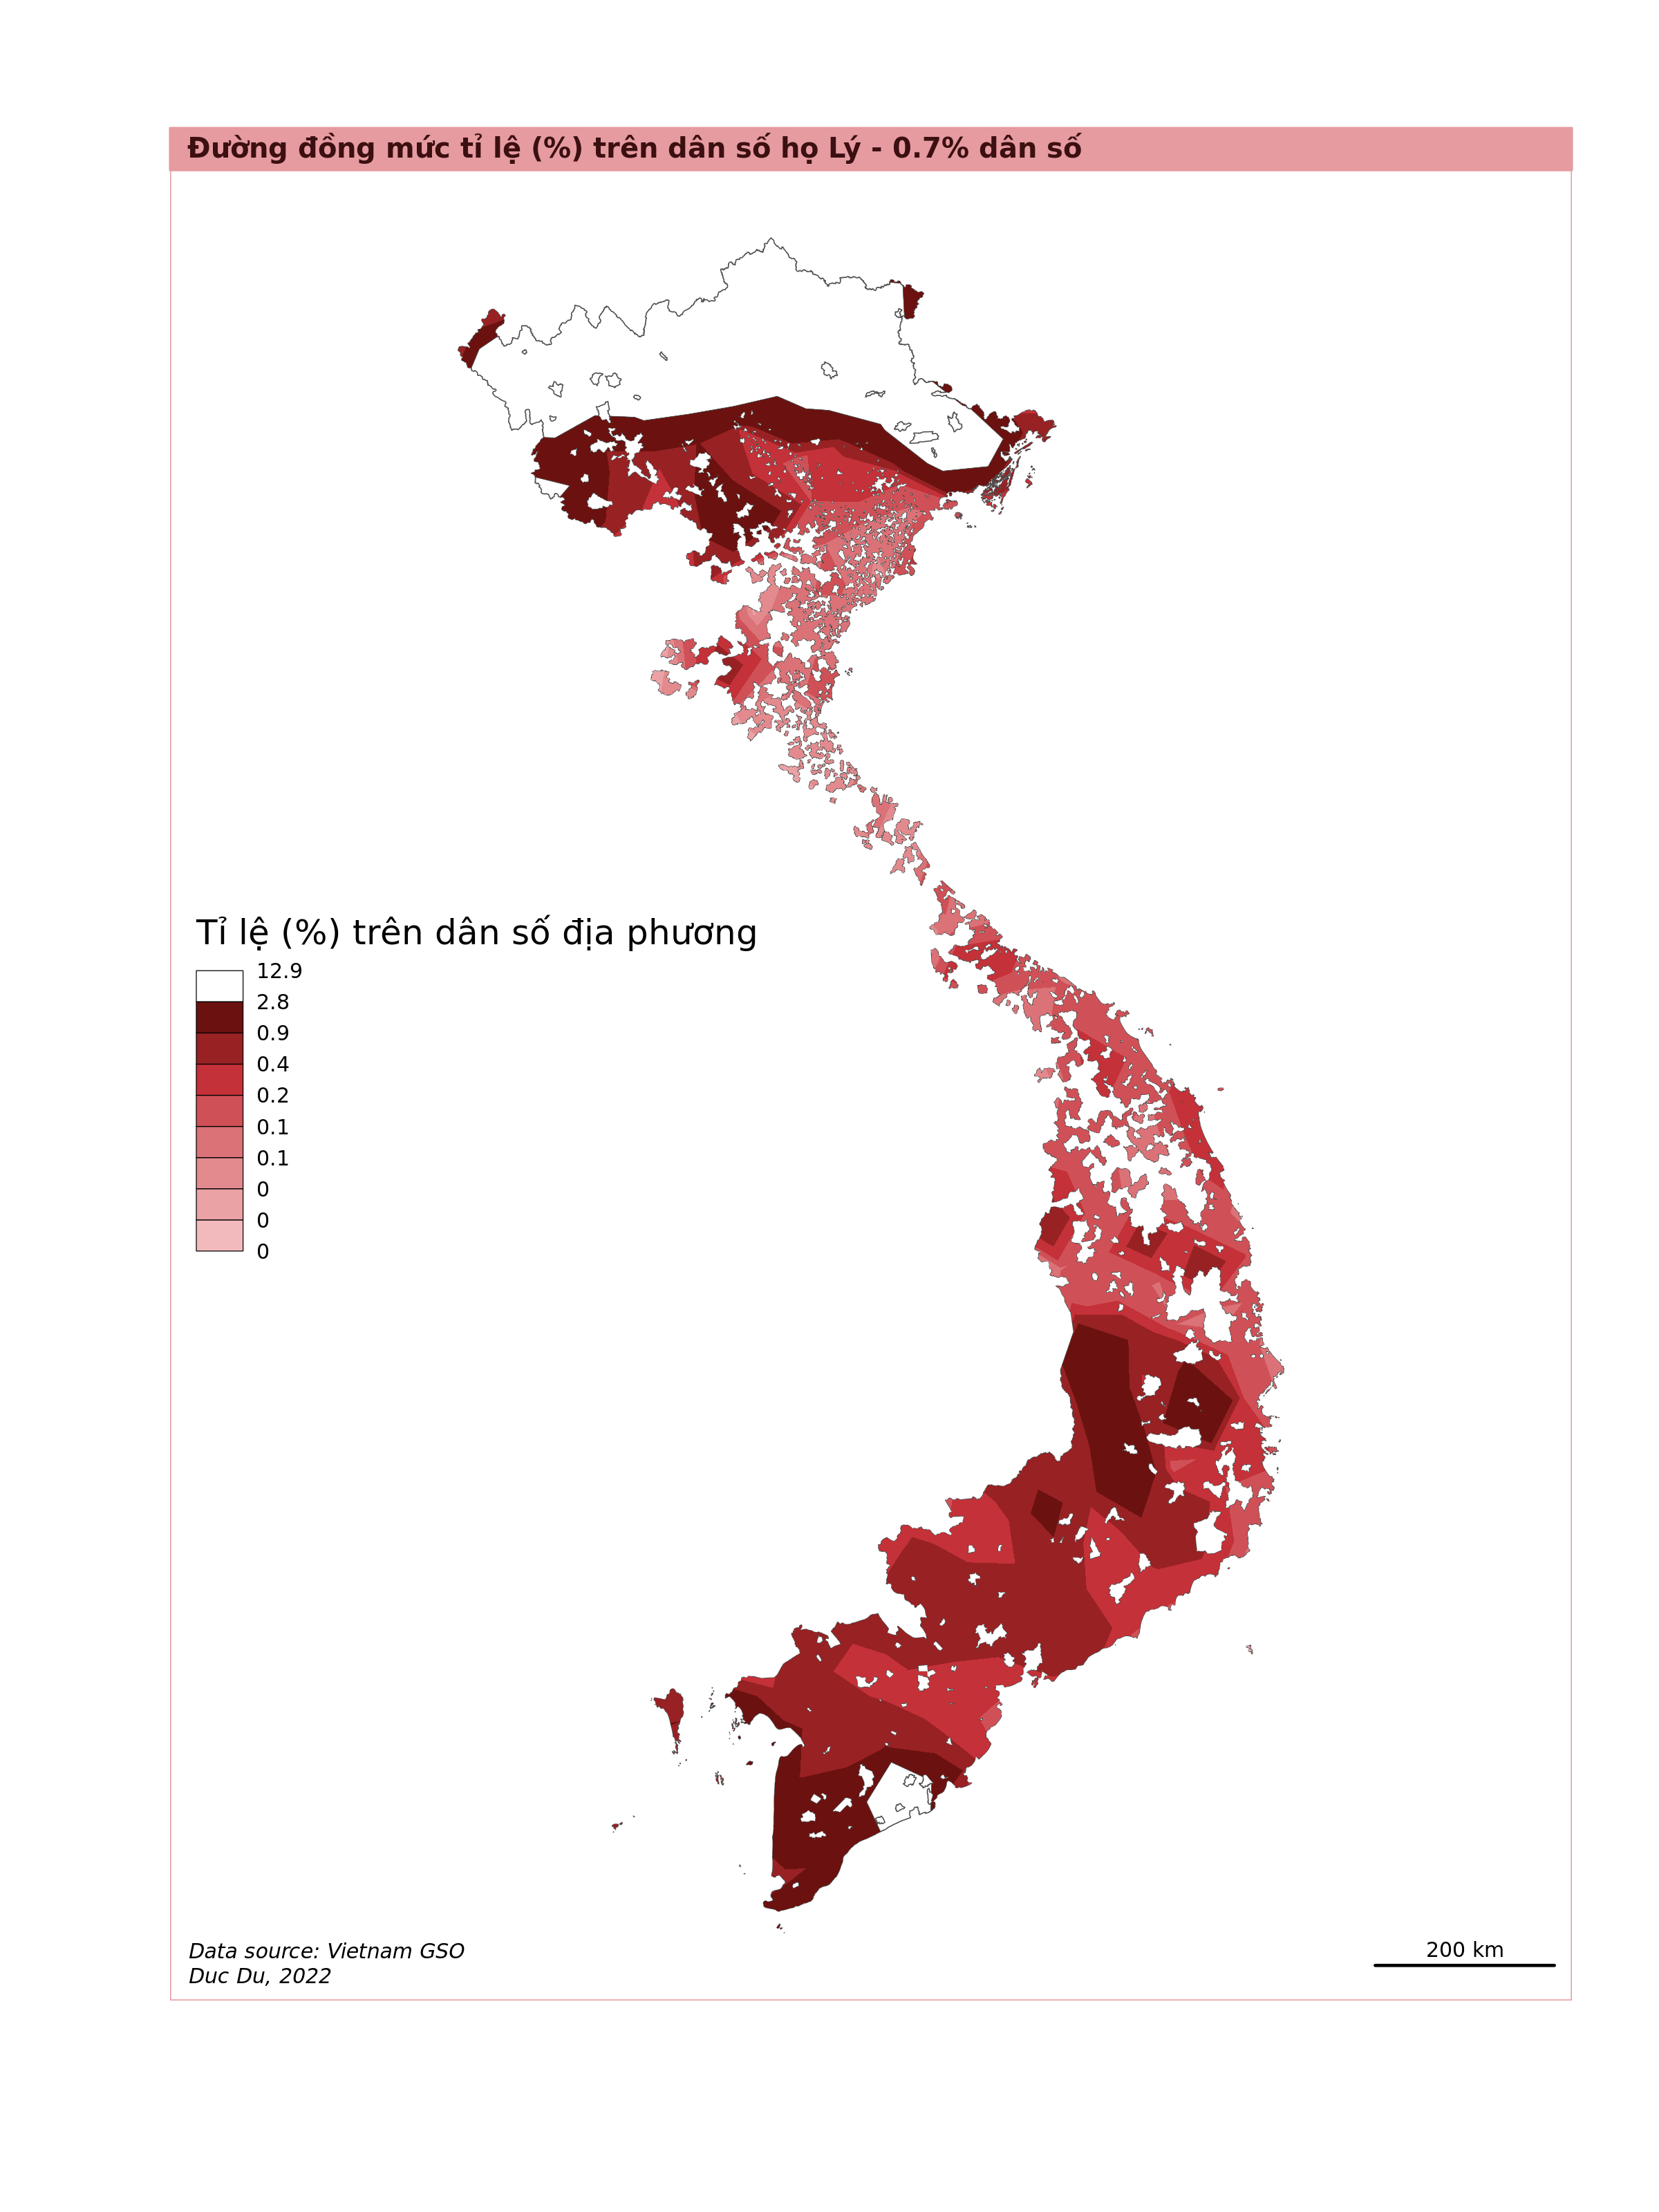 Đường đồng mức tỉ lệ (%) trên dân số họ Lý - 0.7% dân số
Tỉ lệ (%) trên dân số địa phương
12.9
2.8
0.9
0.4
0.2
0.1
0.1
0
0
0
Data source: Vietnam GSO
Duc Du, 2022
200 km